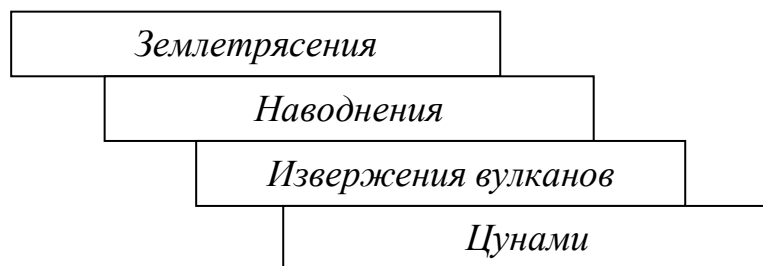 Землетрясения
Наводнения
Извержения вулканов
Цунами